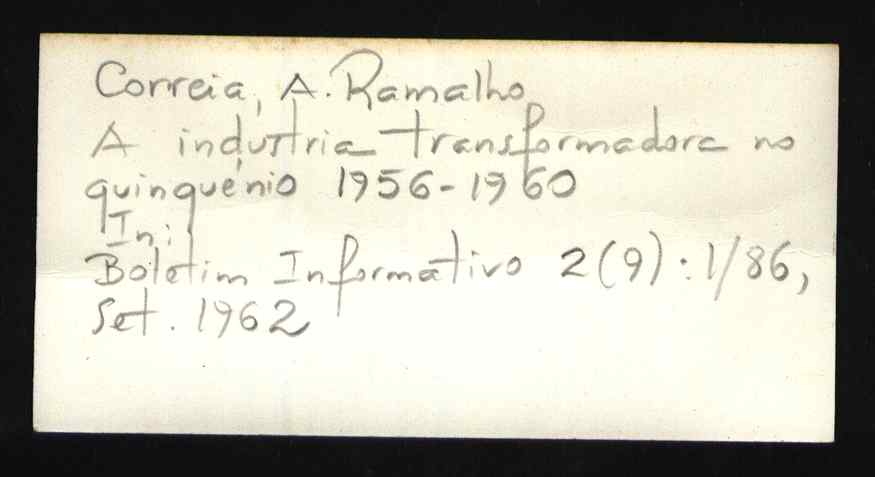 Correia, A. Ramalho
A indústria transformadora no
quinquénio 1956-1960
In:
Boletim Informativo 2(9):1/86,
Set. 1962